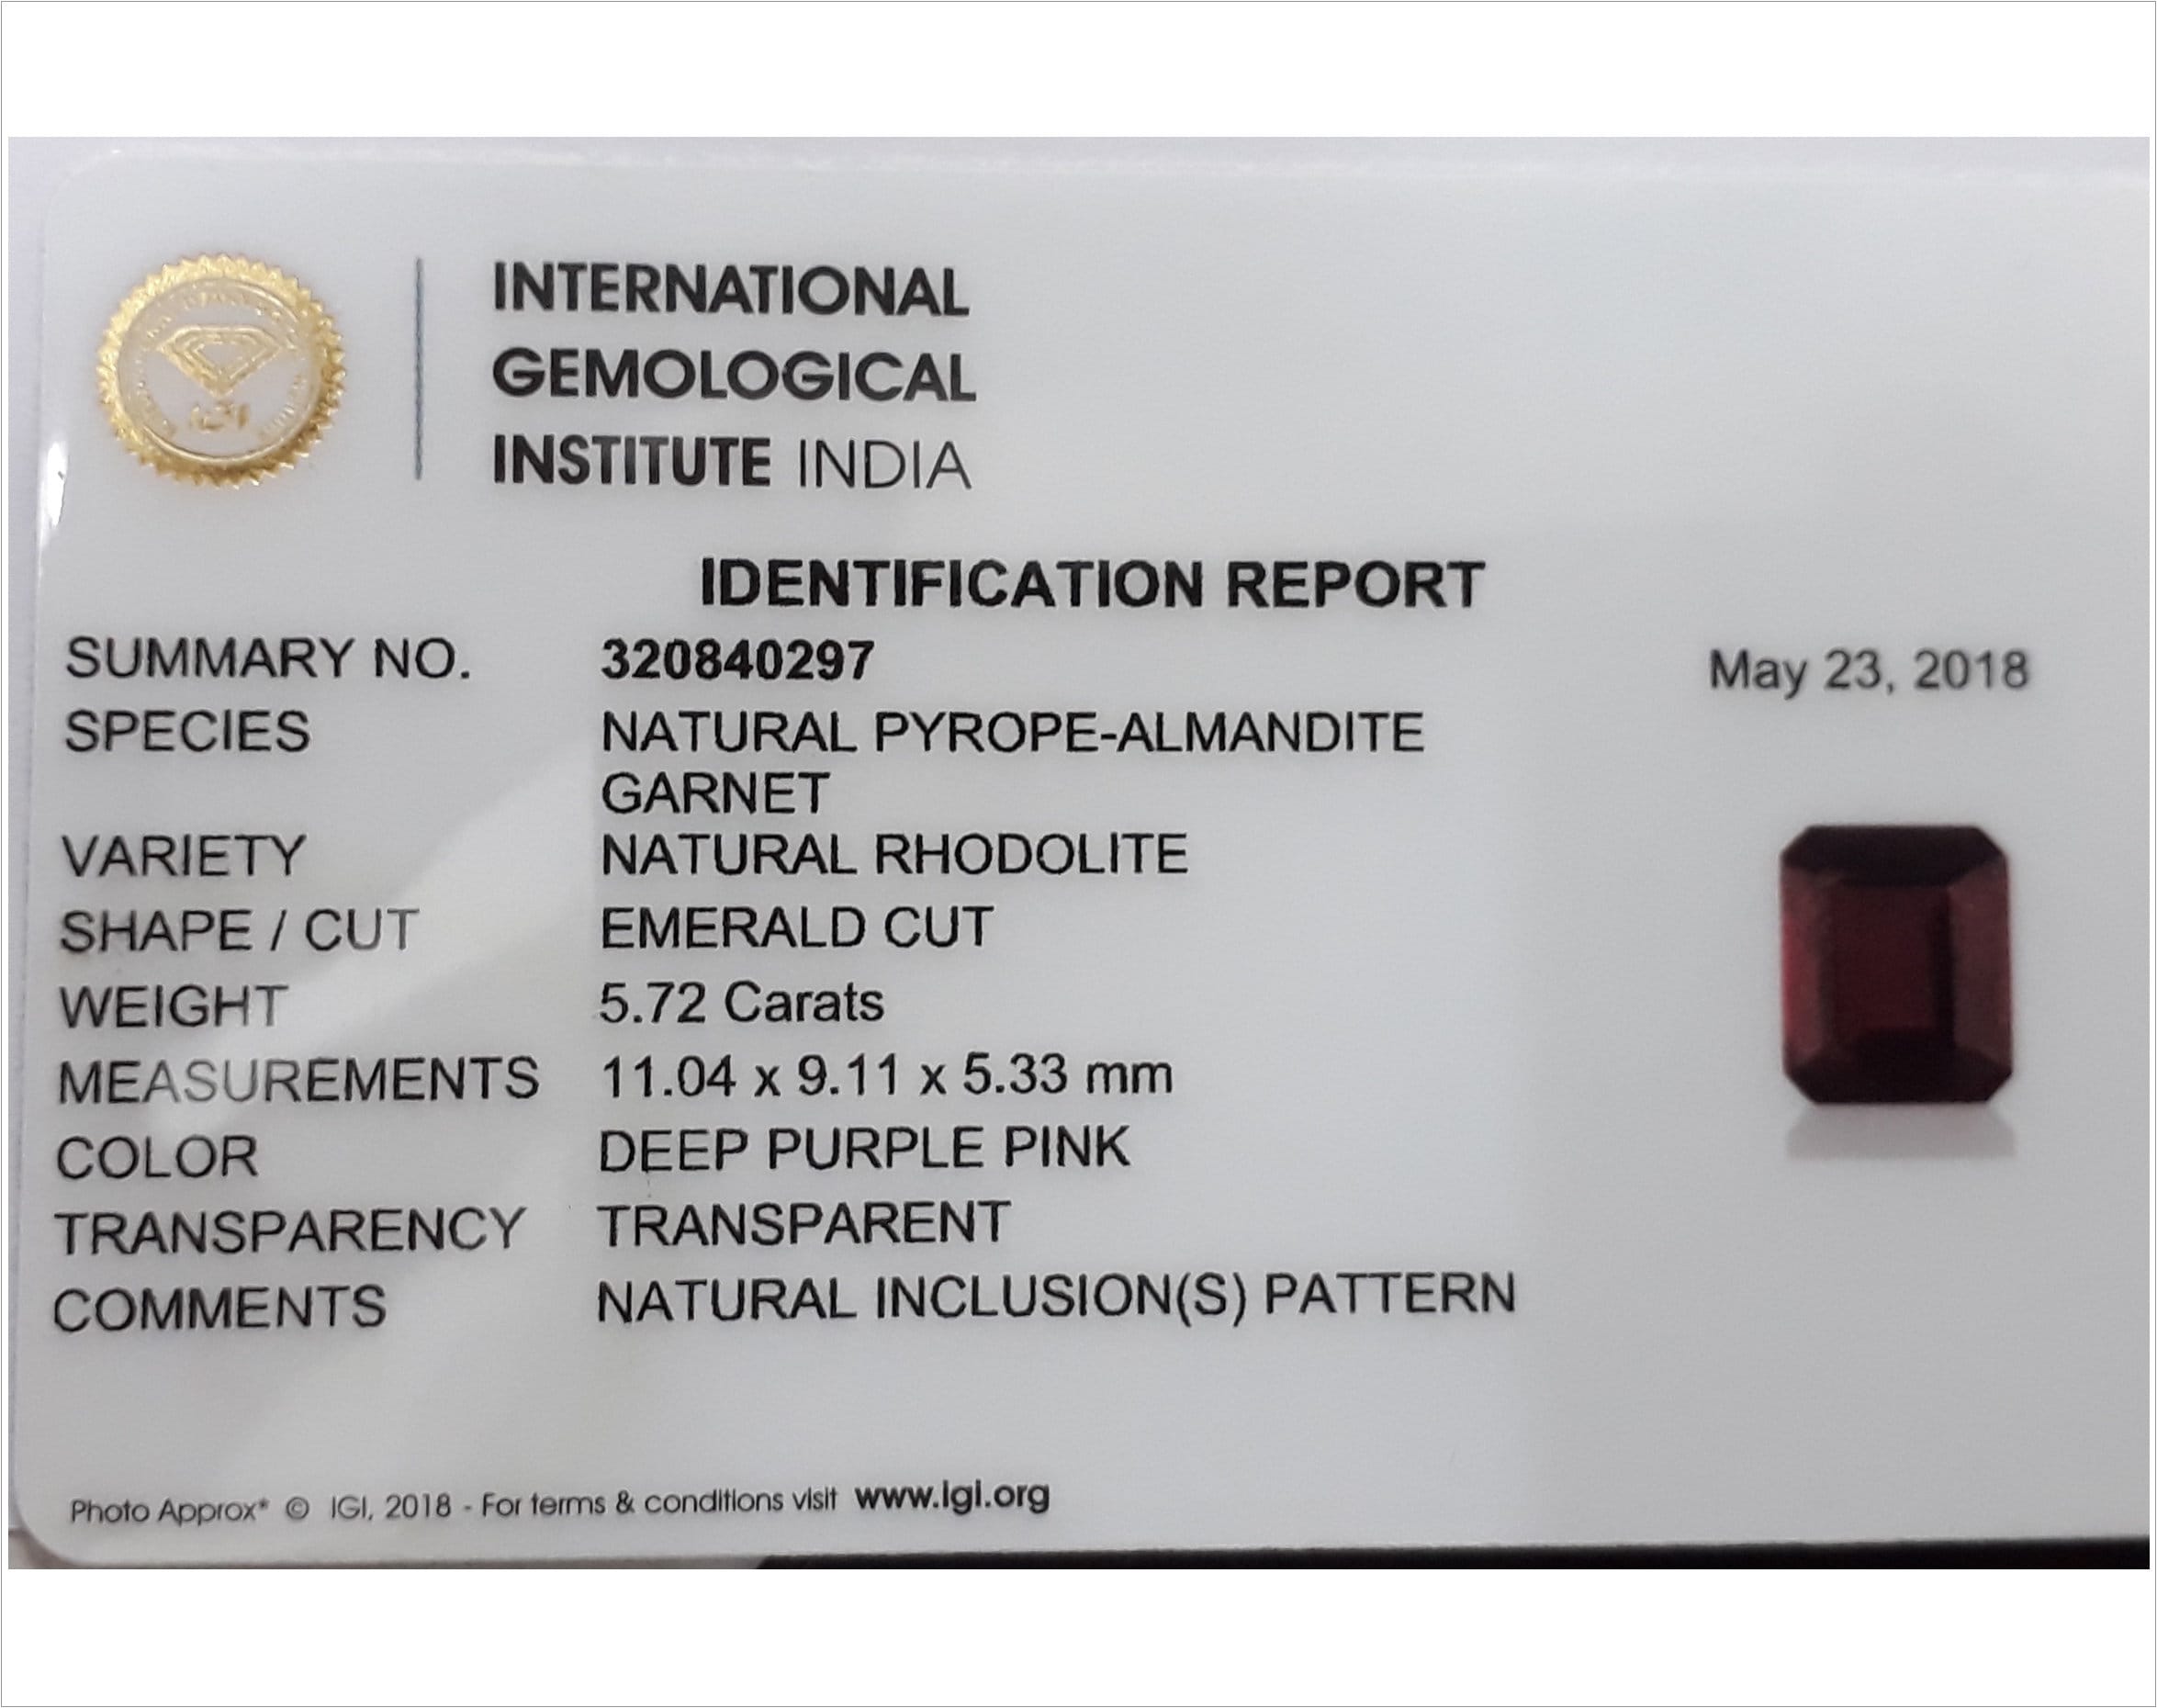 INTERNATIONAL
GEMOLOGICAL
INSTITUTE INDIA
IGI
IDENTIFICATION REPORT
SUMMARY NO. 320840297 May 23, 2018
SPECIES NATURAL PYROPE-ALMANDITE
GARNET
VARIETY NATURAL RHODOLITE
SHAPE / CUT EMERALD CUT
WEIGHT 5.72 Carats
MEASUREMENTS 11.04 x 9.11 x 5.33 mm
COLOR DEEP PURPLE PINK
TRANSPARENCY TRANSPARENT
COMMENTS NATURAL INCLUSION(S) PATTERN
Photo Approx* © IGI, 2018 - For terms & conditions visit www.igi.org